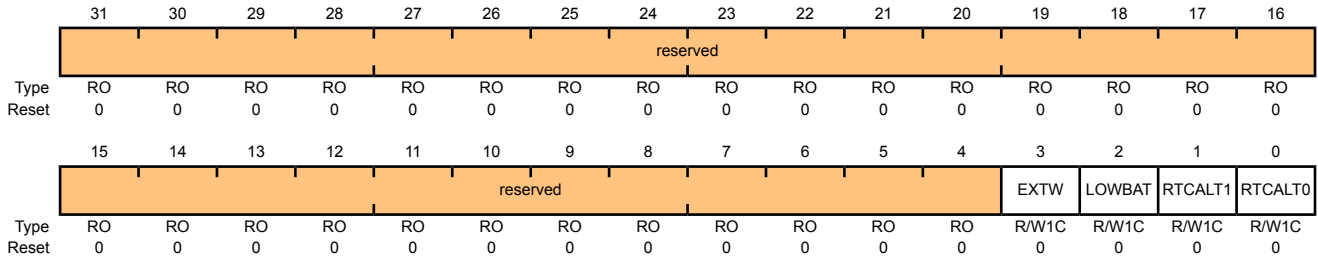 31 30 29 28 27 26 25 24 23 22 21 20 19 18 17 16
reserved
Type RO RO RO RO RO RO RO RO RO RO RO RO RO RO RO RO
Reset 0 0 0 0 0 0 0 0 0 0 0 0 0 0 0 0
15 14 13 12 11 10 9 8 7 6 5 4 3 2 1 0
reserved EXTW LOWBAT RTCALT1 RTCALT0
Type RO RO RO RO RO RO RO RO RO RO RO RO R/W1C R/W1C R/W1C R/W1C
Reset 0 0 0 0 0 0 0 0 0 0 0 0 0 0 0 0